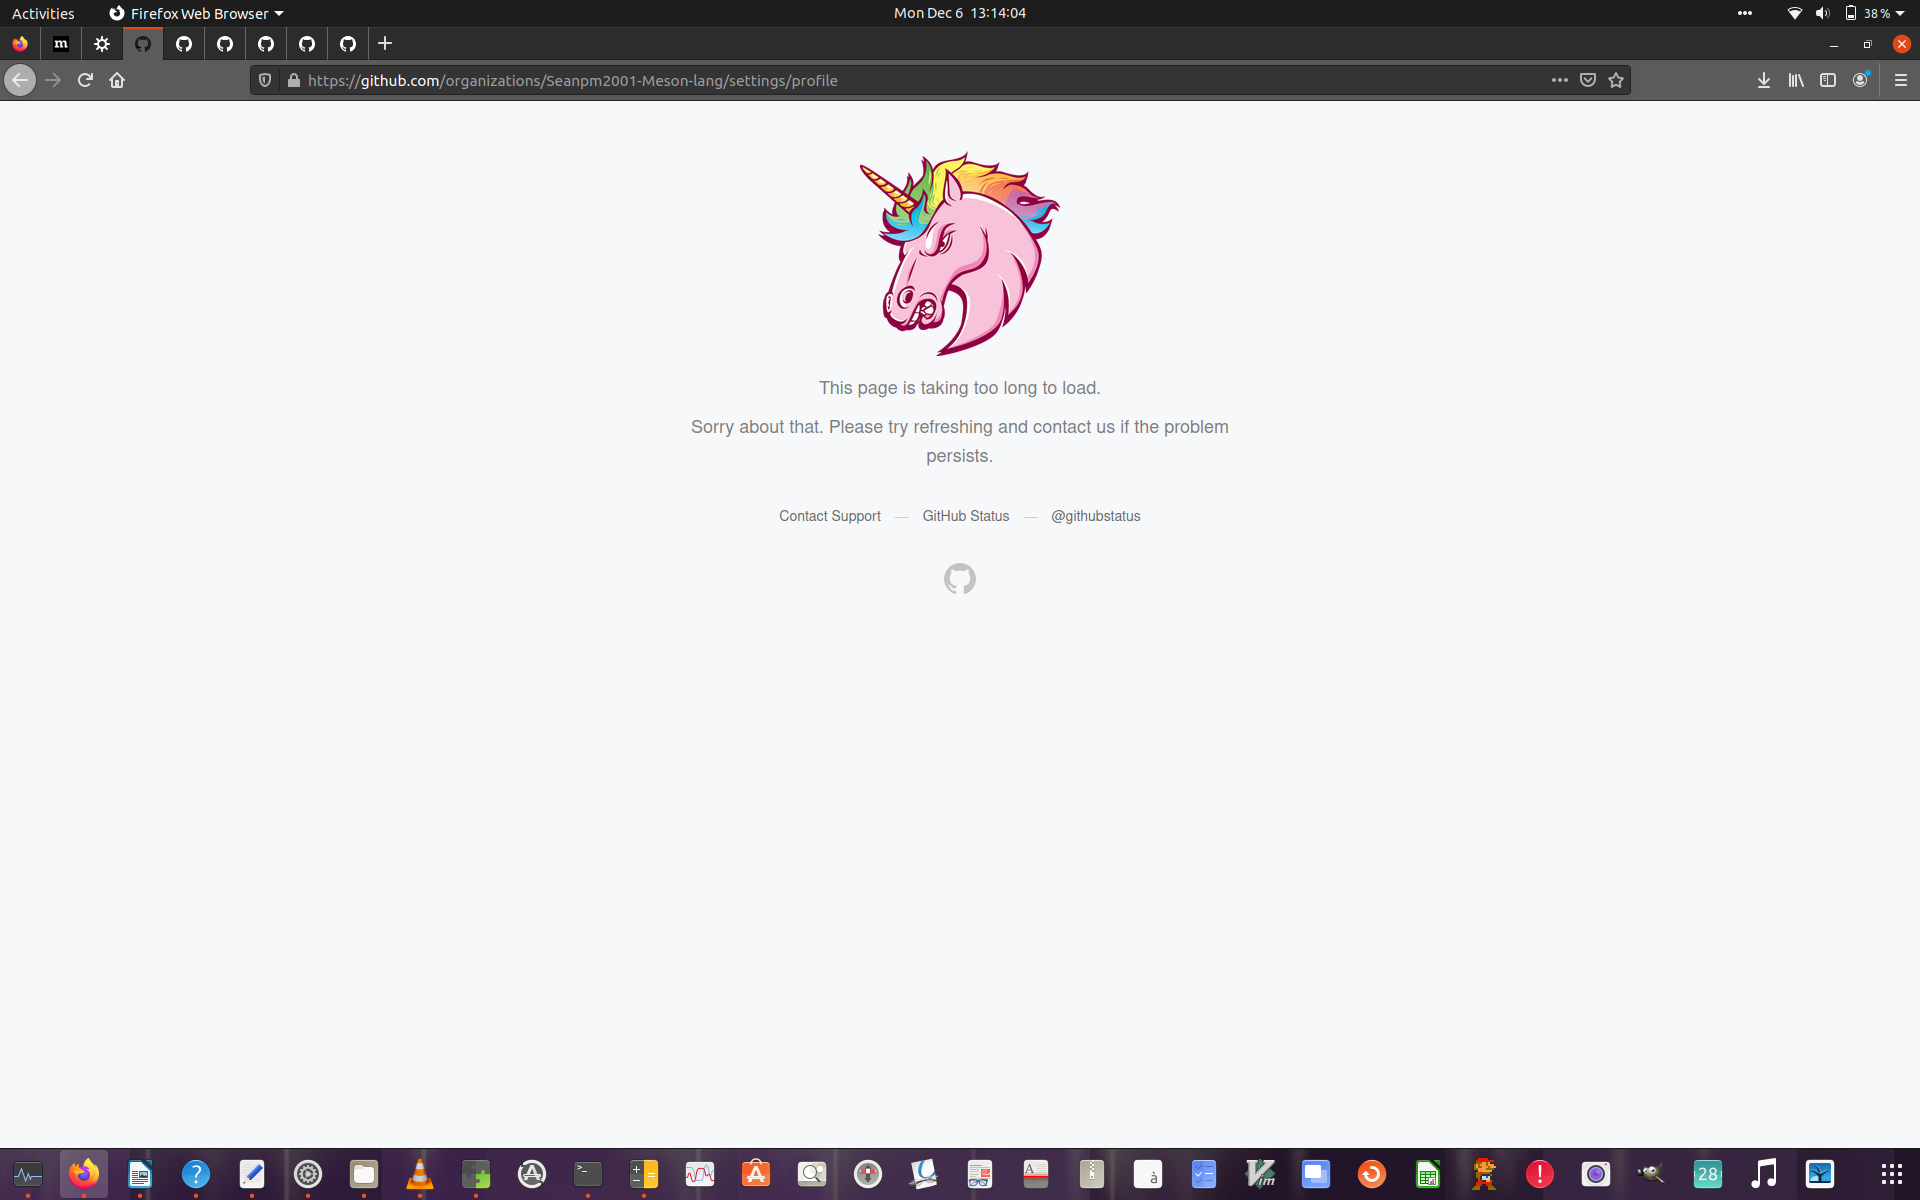 Activities
Firefox Web Browser
Mon Dec 6 13:14:04
38 %
m
https://github.com/organizations/Seanpm2001-Meson-lang/settings/profile
This page is taking too long to load.
Sorry about that. Please try refreshing and contact us if the problem
persists.
Contact Support — GitHub Status — @githubstatus
?
>_
A
à
Vim
!
28